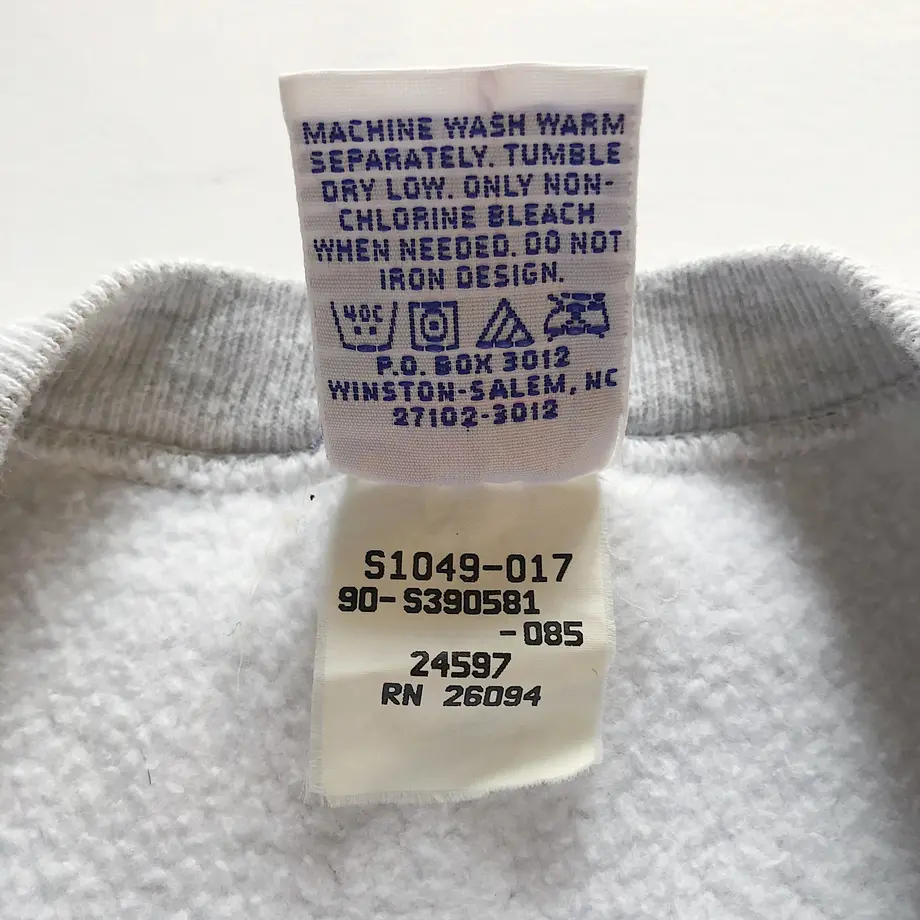 MACHINE WASH WARM
SEPARATELY. TUMBLE
DRY LOW. ONLY NON-
CHLORINE BLEACH
WHEN NEEDED. DO NOT
IRON DESIGN.
40C
P.O. BOX 3012
WINSTON-SALEM, NC
27102-3012
S1049-017
90-S390581
-085
24597
RN 26094